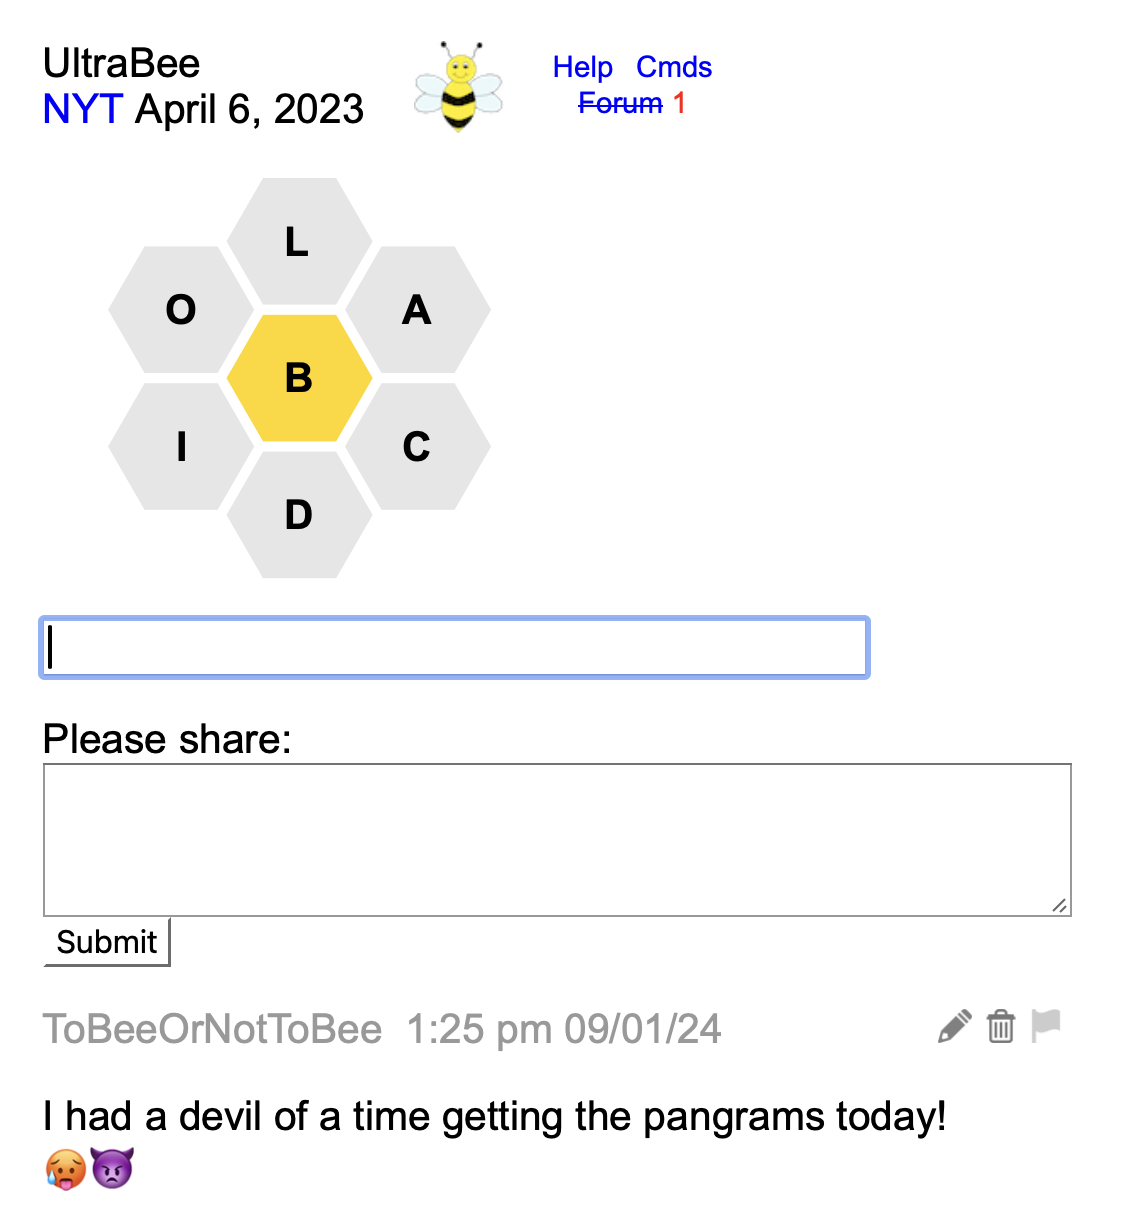 UltraBee
NYT April 6, 2023
Help Cmds
Forum 1
L
O A
B
I C
D
Please share:
Submit
ToBeeOrNotToBee 1:25 pm 09/01/24
I had a devil of a time getting the pangrams today!
🥵👿